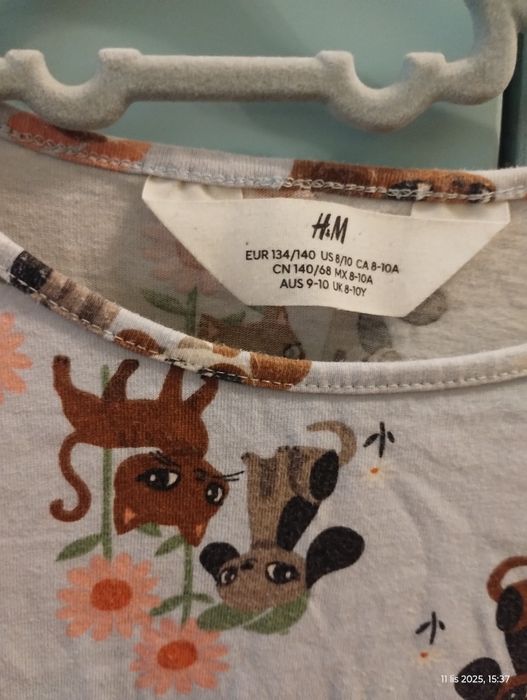 H&M
EUR 134/140 US 8/10 CA 8-10A
CN 140/68 MX 8-10A
AUS 9-10 UK 8-10Y
11 lis 2025, 15:37